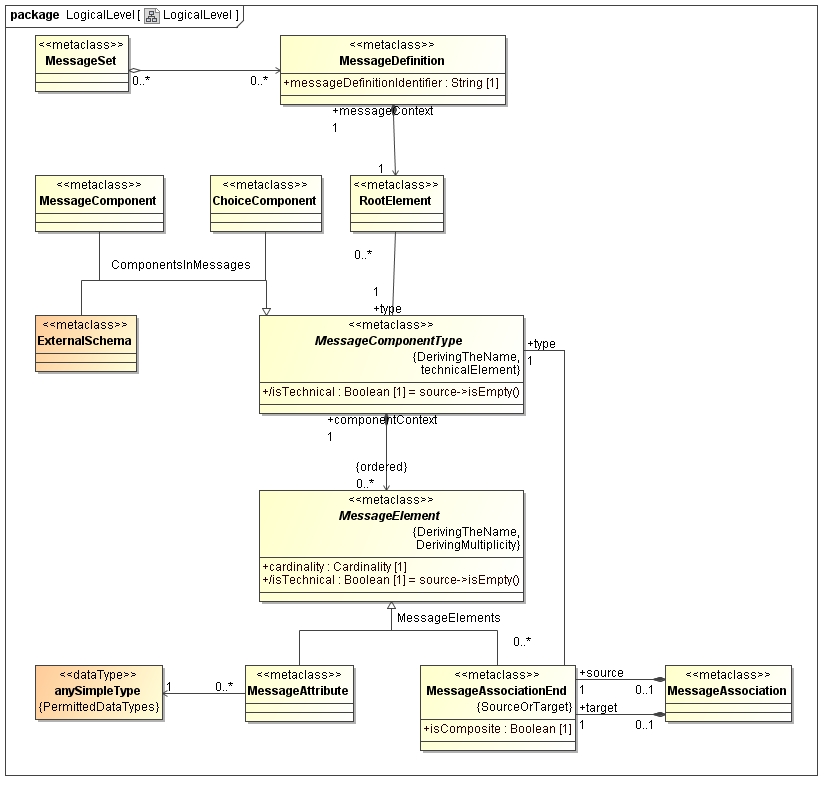 package LogicalLevel [ LogicalLevel ]
<<metaclass>>
MessageSet
0..*
0..*
<<metaclass>>
MessageDefinition
+messageDefinitionIdentifier : String [1]
+messageContext
1
1
<<metaclass>>
MessageComponent
<<metaclass>>
ChoiceComponent
<<metaclass>>
RootElement
0..*
ComponentsInMessages
1
+type
<<metaclass>>
ExternalSchema
<<metaclass>>
MessageComponentType
{DerivingTheName,
technicalElement}
+/isTechnical : Boolean [1] = source->isEmpty()
+type
1
+componentContext
1
{ordered}
0..*
<<metaclass>>
MessageElement
{DerivingTheName,
DerivingMultiplicity}
+cardinality : Cardinality [1]
+/isTechnical : Boolean [1] = source->isEmpty()
MessageElements
0..*
<<dataType>>
anySimpleType
{PermittedDataTypes}
1
0..*
<<metaclass>>
MessageAttribute
<<metaclass>>
MessageAssociationEnd
{SourceOrTarget}
+isComposite : Boolean [1]
+source
1
0..1
+target
1
0..1
<<metaclass>>
MessageAssociation